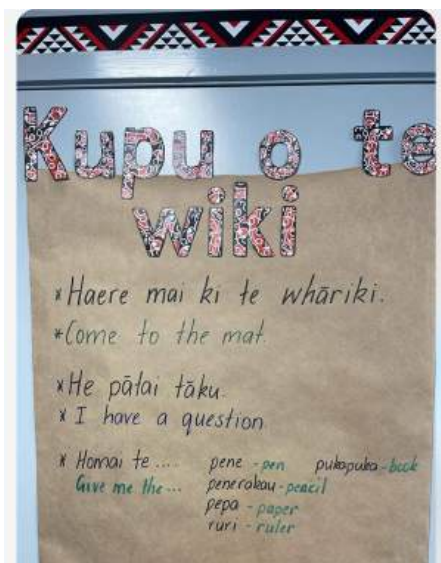 Kupu o te
wiki
* Haere mai ki te whāriki.
* Come to the mat.
* He pātai tāku.
* I have a question.
* Homai te .... pene - pen pukapuka - book
Give me the ... penerakau - pencil
pepa - paper
ruri - ruler